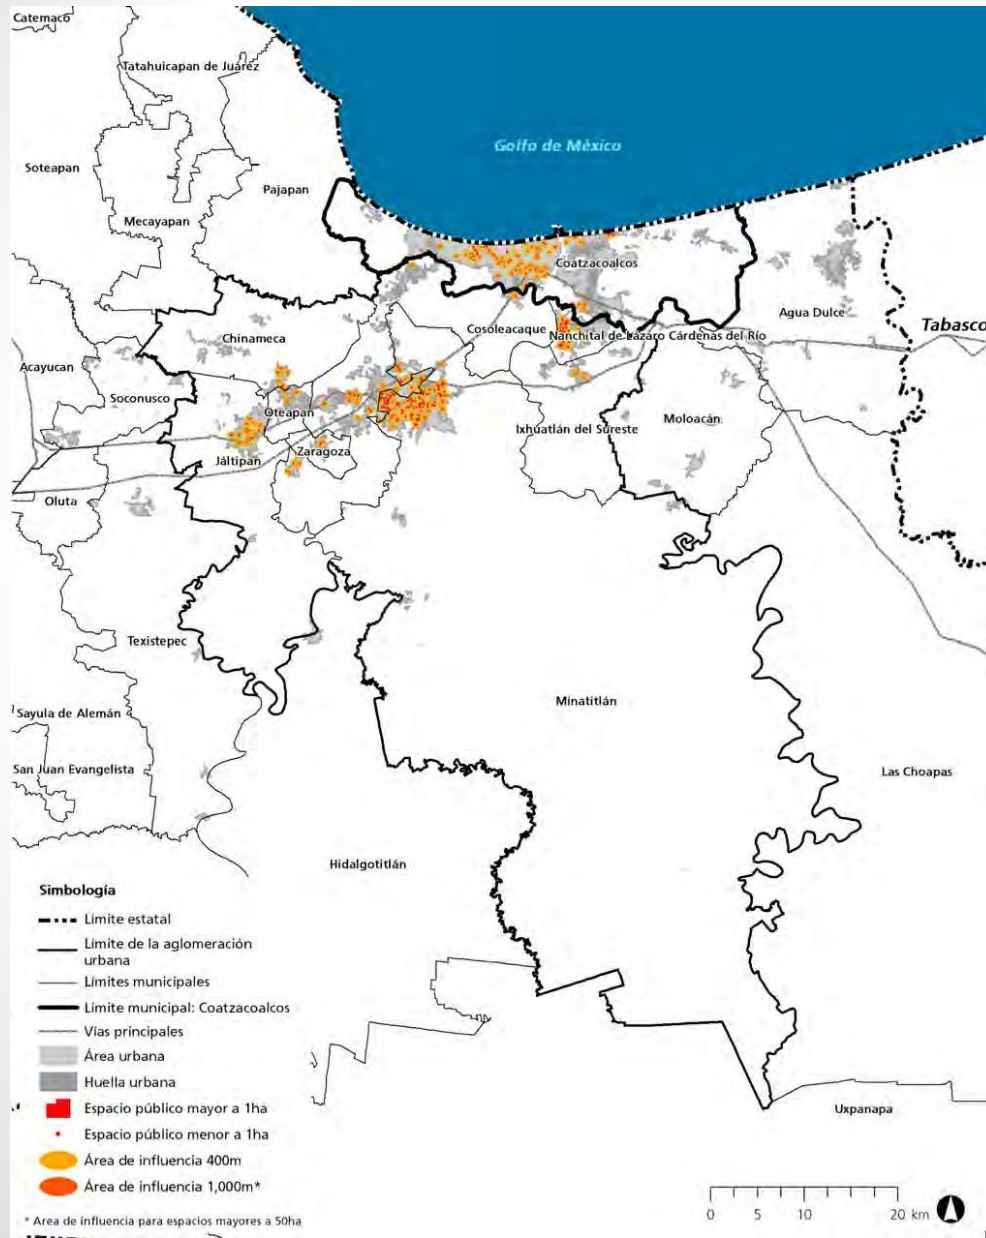 Catemaco
Tatahuicapan de Juárez
Golfo de México
Soteapan
Pajapan
Mecayapan
Coatzacoalcos
Agua Dulce
Tabasco
Chinameca
Cosoleacaque
Nanchital de Lázaro Cárdenas del Río
Acayucan
Soconusco
Oteapan
Ixhuatlán del Sureste
Moloacán
Jáltipan
Zaragoza
Oluta
Texistepec
Minatitlán
Sayula de Alemán
San Juan Evangelista
Las Choapas
Hidalgotitlán
Uxpanapa
Simbología
Límite estatal
Límite de la aglomeración
urbana
Límites municipales
Límite municipal: Coatzacoalcos
Vías principales
Área urbana
Huella urbana
Espacio público mayor a 1ha
Espacio público menor a 1ha
Área de influencia 400m
Área de influencia 1,000m*
* Area de influencia para espacios mayores a 50ha
0 5 10 20 km